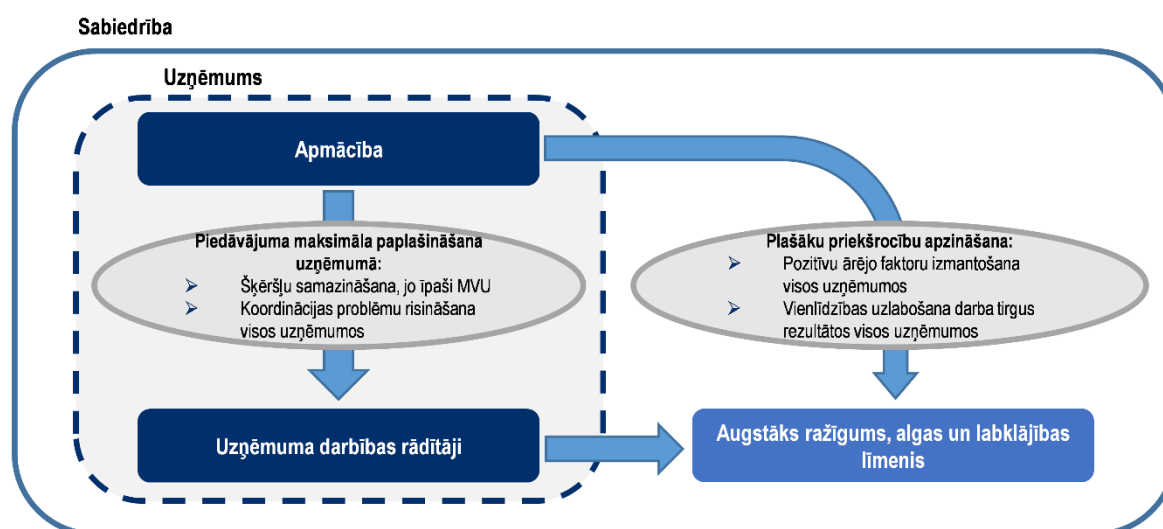 Sabiedrība
Uzņēmums
Apmācība
Piedāvājuma maksimāla paplašināšana
uzņēmumā:
➢ Šķēršļu samazināšana, jo īpaši MVU
➢ Koordinācijas problēmu risināšana
visos uzņēmumos
Plašāku priekšrocību apzināšana:
➢ Pozitīvu ārējo faktoru izmantošana
visos uzņēmumos
➢ Vienlīdzības uzlabošana darba tirgus
rezultātos visos uzņēmumos
Uzņēmuma darbības rādītāji
Augstāks ražīgums, algas un labklājības
līmenis